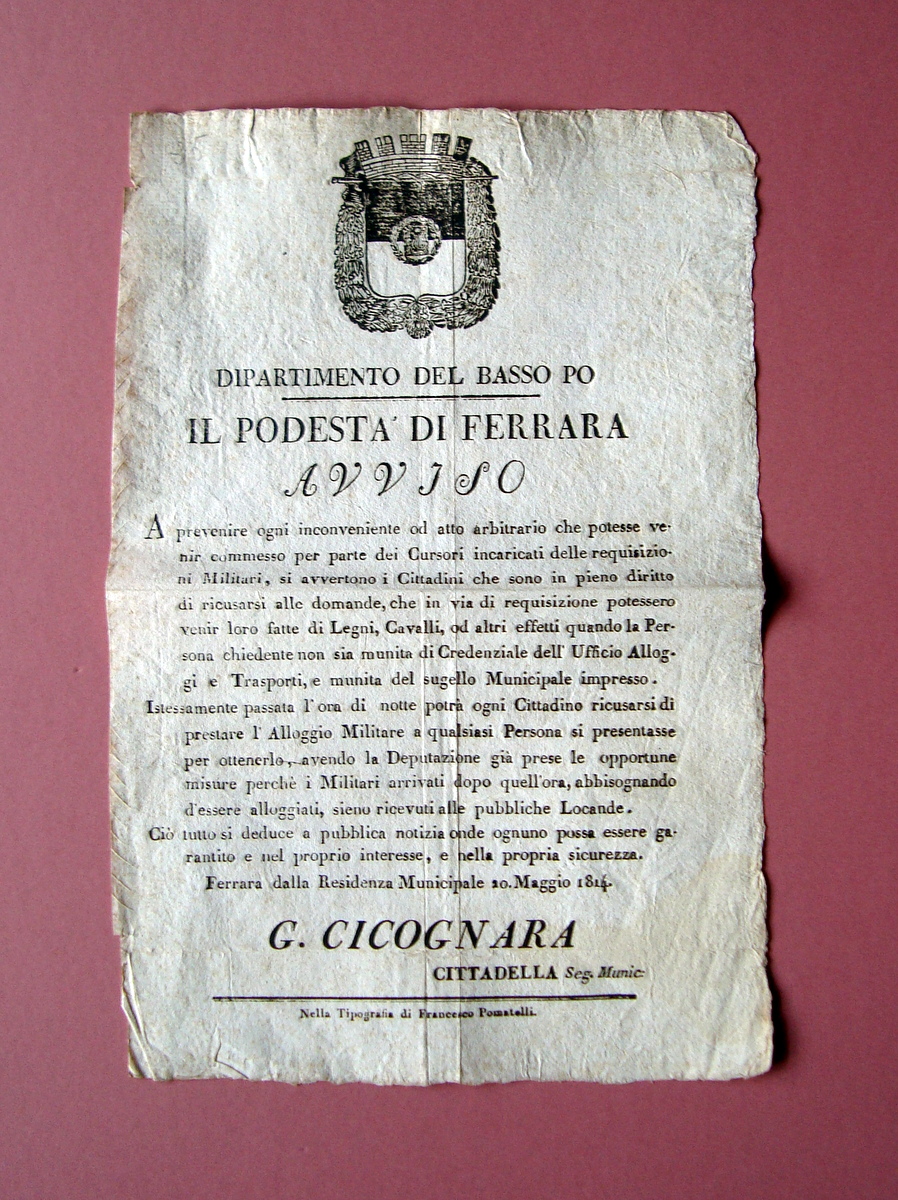 DIPARTIMENTO DEL BASSO PO
IL PODESTA' DI FERRARA
AVVISO
A prevenire ogni inconveniente od atto arbitrario che potesse ve-
nir commesso per parte dei Cursori incaricati delle requisizio-
ni Militari, si avvertono i Cittadini che sono in pieno diritto
di ricusarsi alle domande, che in via di requisizione potessero
venir loro fatte di Legni, Cavalli, od altri effetti quando la Per-
sona chiedente non sia munita di Credenziale dell' Ufficio Allog-
gi e Trasporti, e munita del sugello Municipale impresso.
Istessamente passata l'ora di notte potrà ogni Cittadino ricusarsi di
prestare l' Alloggio Militare a qualsiasi Persona si presentasse
per ottenerlo, avendo la Deputazione già prese le opportune
misure perchè i Militari arrivati dopo quell'ora, abbisognando
d'essere alloggiati, sieno ricevuti alle pubbliche Locande.
Ciò tutto si deduce a pubblica notizia onde ognuno possa essere ga-
rantito e nel proprio interesse, e nella propria sicurezza.
Ferrara dalla Residenza Municipale 20. Maggio 1814.
G. CICOGNARA
CITTADELLA Seg. Munic:
Nella Tipografia di Francesco Pomatelli.